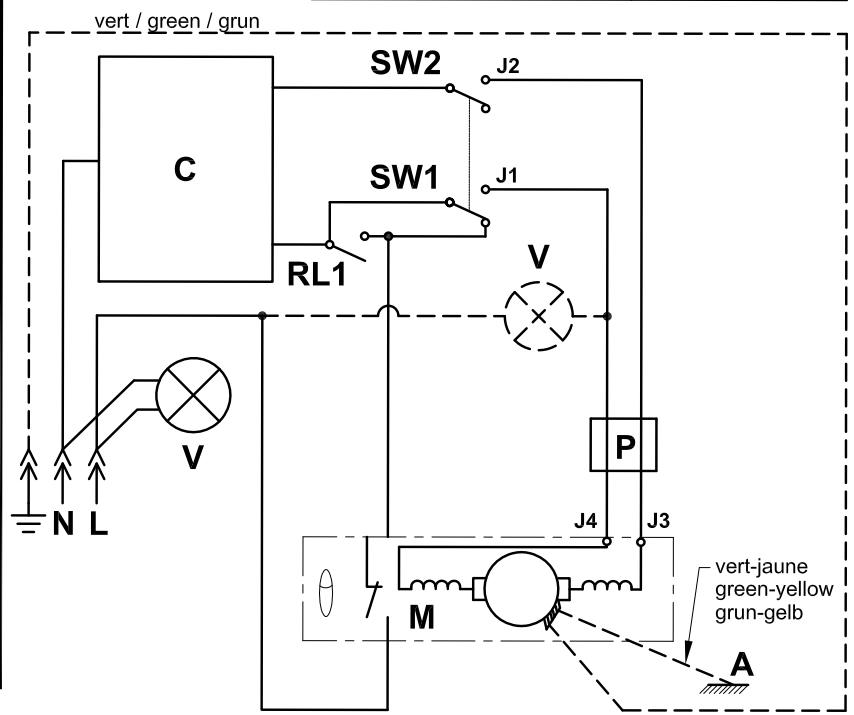 vert / green / grun
SW2
J2
C
SW1
J1
RL1
V
V
P
N L
J4
J3
M
vert-jaune
green-yellow
grun-gelb
A